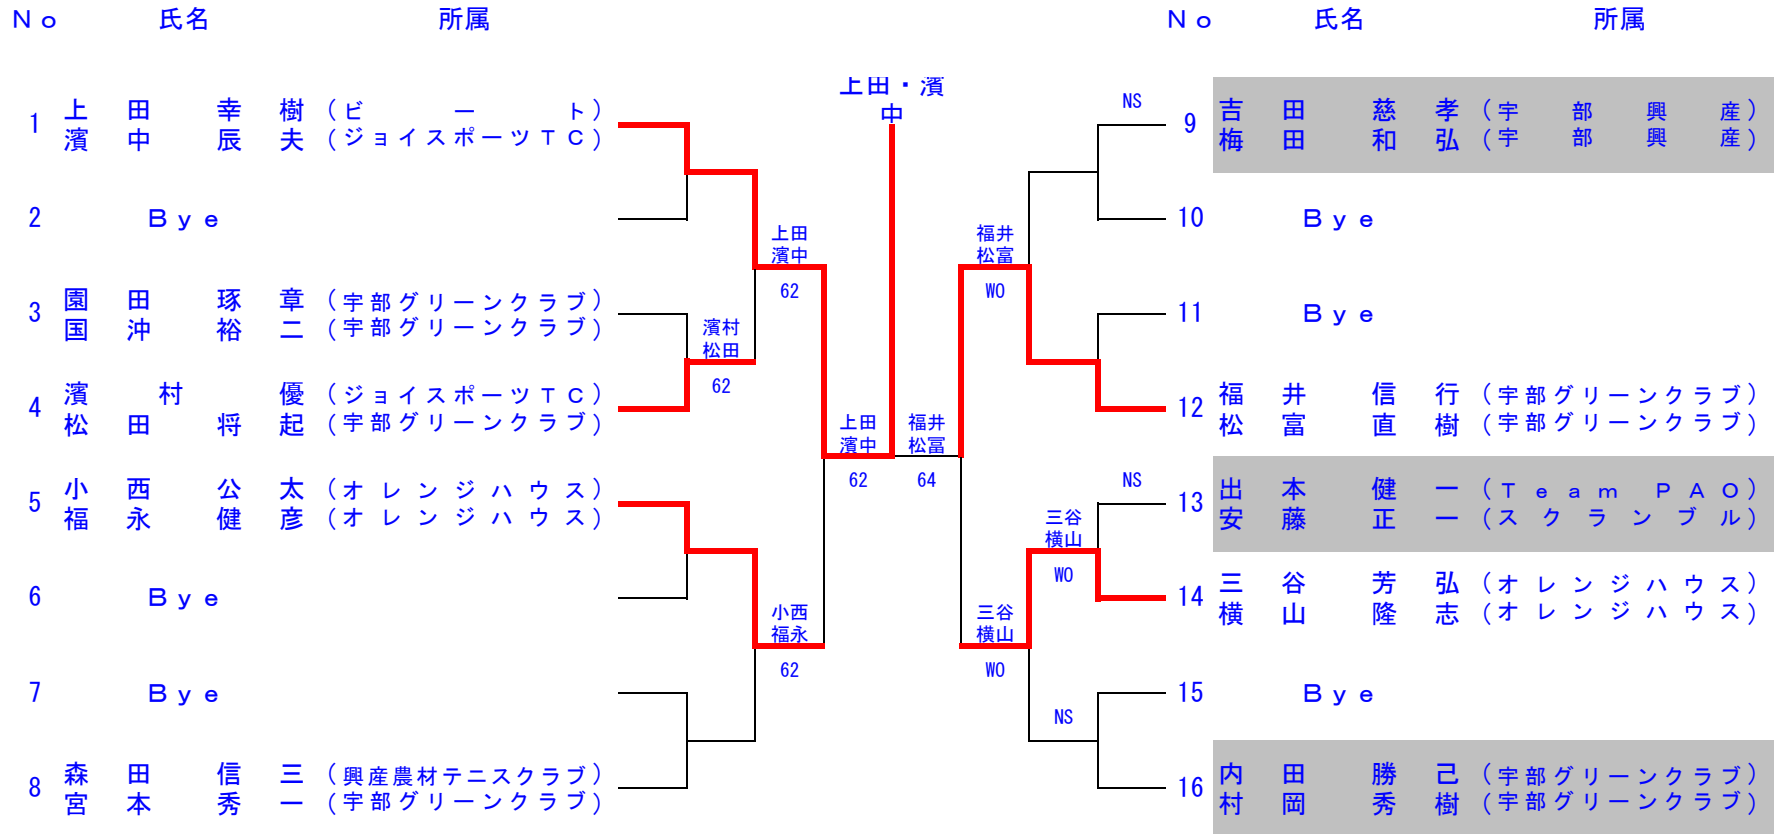 No 氏名 所属 No 氏名 所属
上田・濱
中
1 上田 幸樹 (ビート)
濱中 辰夫 (ジョイスポーツTC)
2 Bye
3 園田 琢章 (宇部グリーンクラブ)
国沖 裕二 (宇部グリーンクラブ)
4 濱村 優 (ジョイスポーツTC)
松田 将起 (宇部グリーンクラブ)
5 小西 公太 (オレンジハウス)
福永 健彦 (オレンジハウス)
6 Bye
7 Bye
8 森田 信三 (興産農材テニスクラブ)
宮本 秀一 (宇部グリーンクラブ)
濱村
松田
62
上田
濱中
62
小西
福永
62
上田
濱中
62
福井
松冨
64
福井
松富
WO
三谷
横山
WO
三谷
横山
WO
NS
NS
NS
9 吉田 慈孝 (宇部興産)
梅田 和弘 (宇部興産)
10 Bye
11 Bye
12 福井 信行 (宇部グリーンクラブ)
松富 直樹 (宇部グリーンクラブ)
13 出本 健一 (Team PAO)
安藤 正一 (スクランブル)
14 三谷 芳弘 (オレンジハウス)
横山 隆志 (オレンジハウス)
15 Bye
16 内田 勝己 (宇部グリーンクラブ)
村岡 秀樹 (宇部グリーンクラブ)